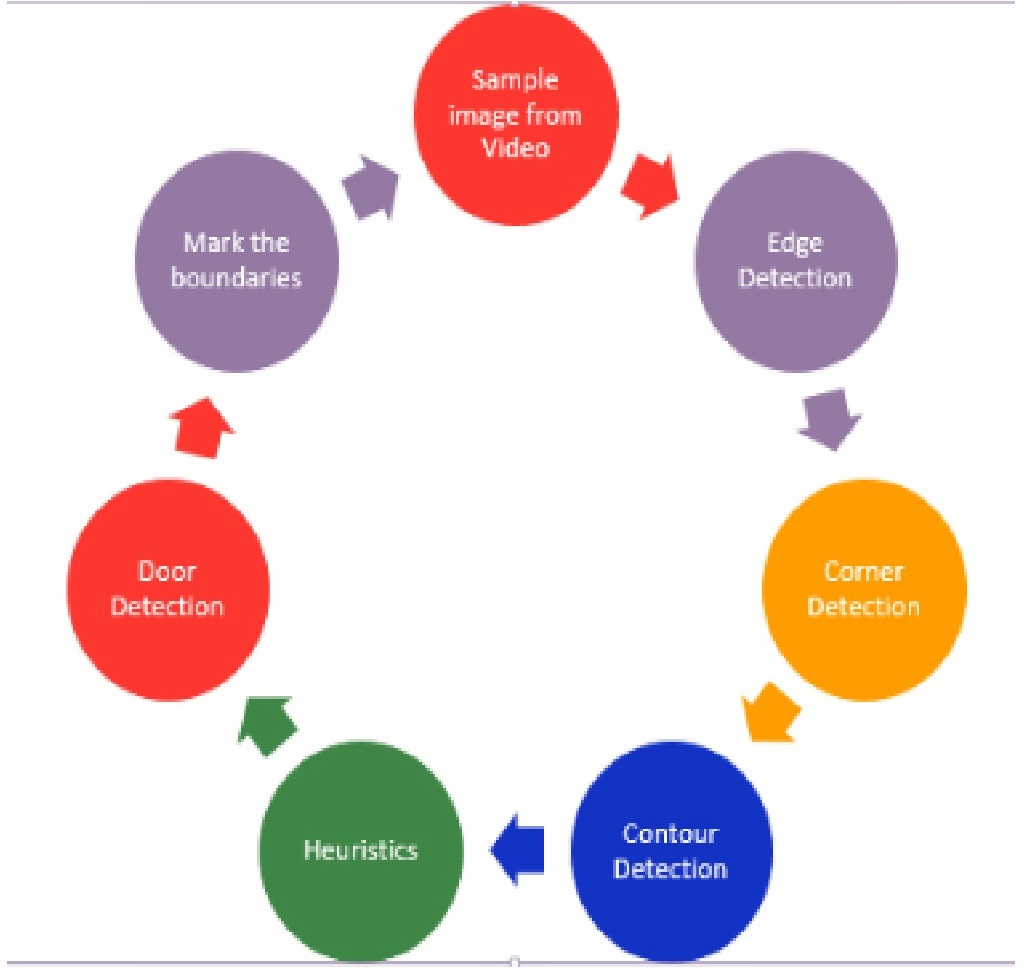 Sample
image from
Video
Edge
Detection
Corner
Detection
Contour
Detection
Heuristics
Door
Detection
Mark the
boundaries